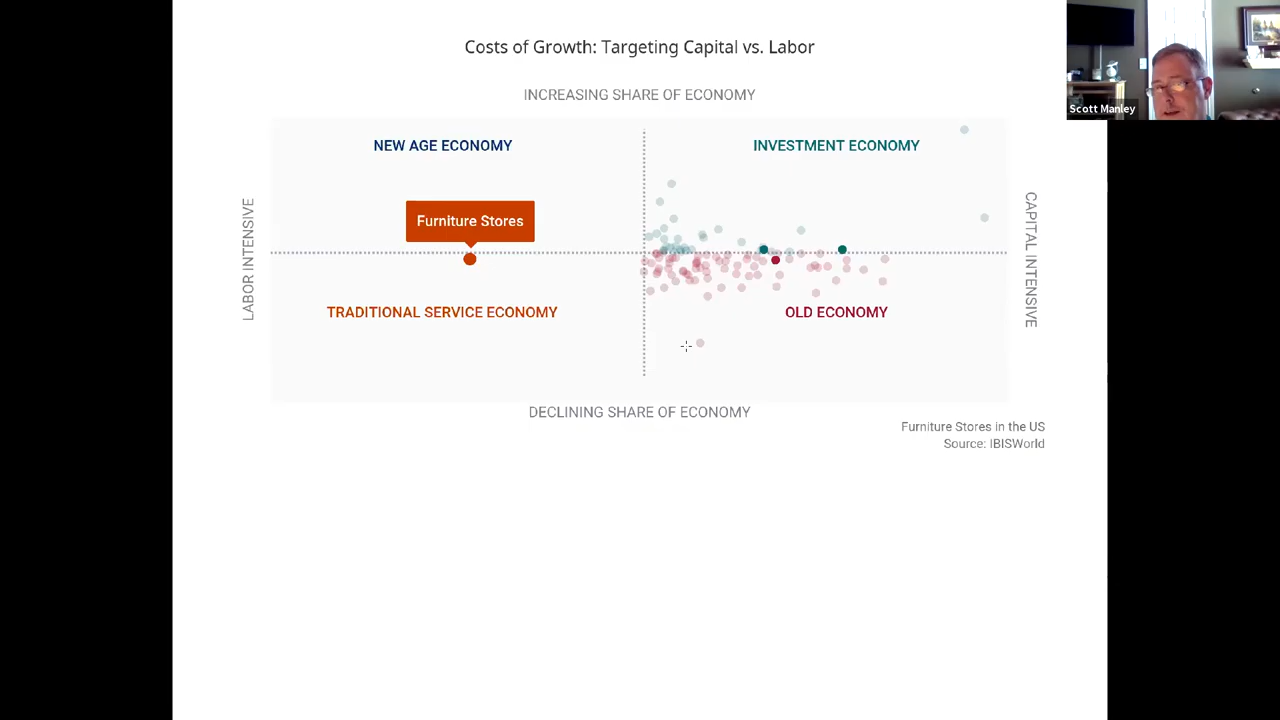 Costs of Growth: Targeting Capital vs. Labor
INCREASING SHARE OF ECONOMY
Scott Manley
NEW AGE ECONOMY
INVESTMENT ECONOMY
LABOR INTENSIVE
Furniture Stores
CAPITAL INTENSIVE
TRADITIONAL SERVICE ECONOMY
OLD ECONOMY
DECLINING SHARE OF ECONOMY
Furniture Stores in the US
Source: IBISWorld